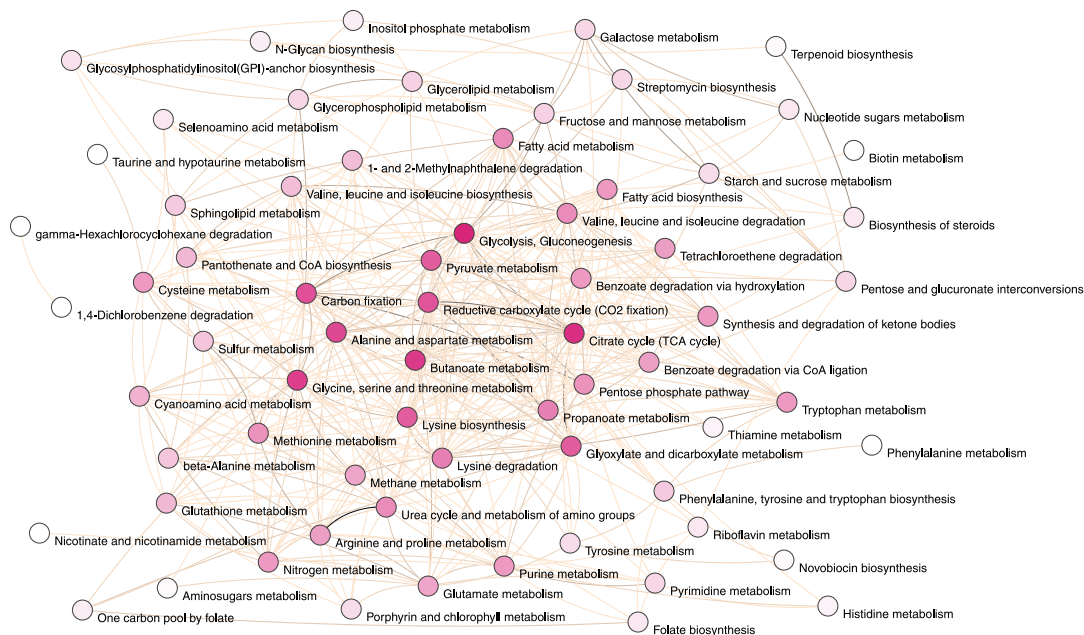 Inositol phosphate metabolism
Galactose metabolism
N-Glycan biosynthesis
Terpenoid biosynthesis
Glycosylphosphatidylinositol(GPI)-anchor biosynthesis
Glycerolipid metabolism
Streptomycin biosynthesis
Glycerophospholipid metabolism
Nucleotide sugars metabolism
Fructose and mannose metabolism
Selenoamino acid metabolism
Fatty acid metabolism
Biotin metabolism
Taurine and hypotaurine metabolism
1- and 2-Methylnaphthalene degradation
Starch and sucrose metabolism
Valine, leucine and isoleucine biosynthesis
Fatty acid biosynthesis
Sphingolipid metabolism
Valine, leucine and isoleucine degradation
Biosynthesis of steroids
gamma-Hexachlorocyclohexane degradation
Glycolysis, Gluconeogenesis
Tetrachloroethene degradation
Pantothenate and CoA biosynthesis
Pyruvate metabolism
Pentose and glucuronate interconversions
Benzoate degradation via hydroxylation
Cysteine metabolism
Carbon fixation
Reductive carboxylate cycle (CO2 fixation)
1,4-Dichlorobenzene degradation
Synthesis and degradation of ketone bodies
Alanine and aspartate metabolism
Citrate cycle (TCA cycle)
Sulfur metabolism
Butanoate metabolism
Benzoate degradation via CoA ligation
Glycine, serine and threonine metabolism
Pentose phosphate pathway
Cyanoamino acid metabolism
Tryptophan metabolism
Propanoate metabolism
Lysine biosynthesis
Thiamine metabolism
Methionine metabolism
Glyoxylate and dicarboxylate metabolism
Phenylalanine metabolism
beta-Alanine metabolism
Lysine degradation
Methane metabolism
Phenylalanine, tyrosine and tryptophan biosynthesis
Glutathione metabolism
Urea cycle and metabolism of amino groups
Riboflavin metabolism
Nicotinate and nicotinamide metabolism
Arginine and proline metabolism
Tyrosine metabolism
Novobiocin biosynthesis
Nitrogen metabolism
Purine metabolism
Pyrimidine metabolism
Aminosugars metabolism
Glutamate metabolism
Histidine metabolism
One carbon pool by folate
Porphyrin and chlorophyll metabolism
Folate biosynthesis